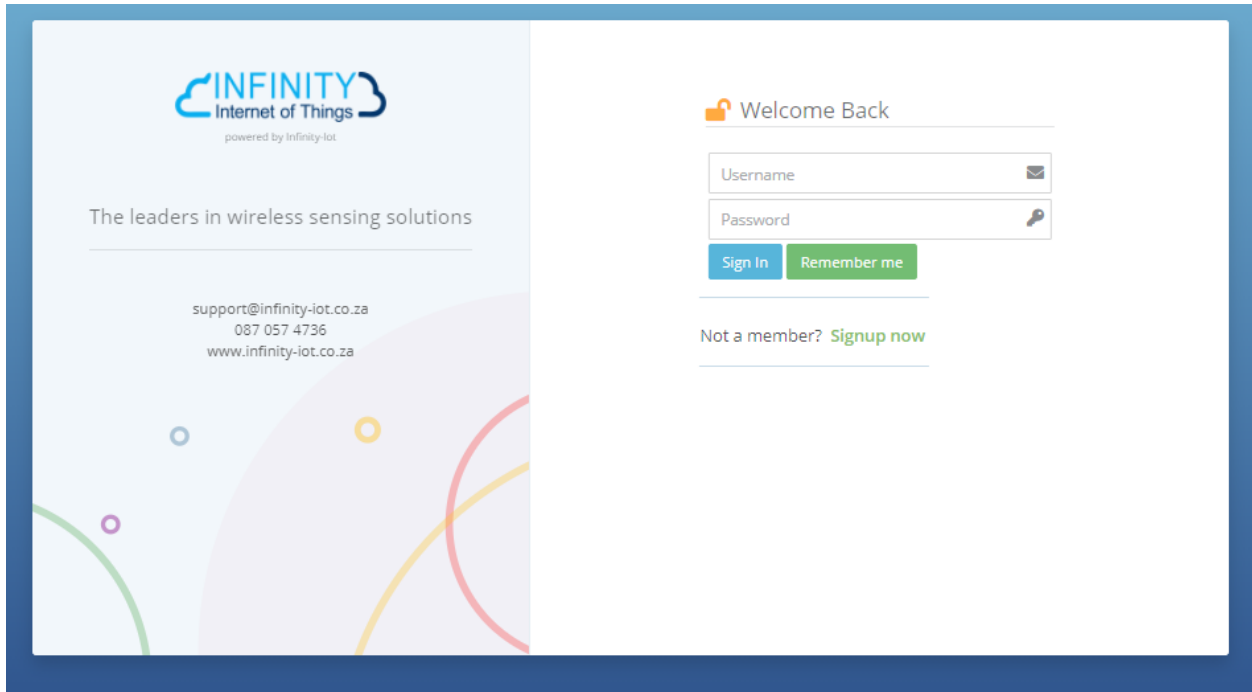 INFINITY
Internet of Things
powered by Infinity-Iot
The leaders in wireless sensing solutions
support@infinity-iot.co.za
087 057 4736
www.infinity-iot.co.za
Welcome Back
Username
Password
Sign In Remember me
Not a member? Signup now